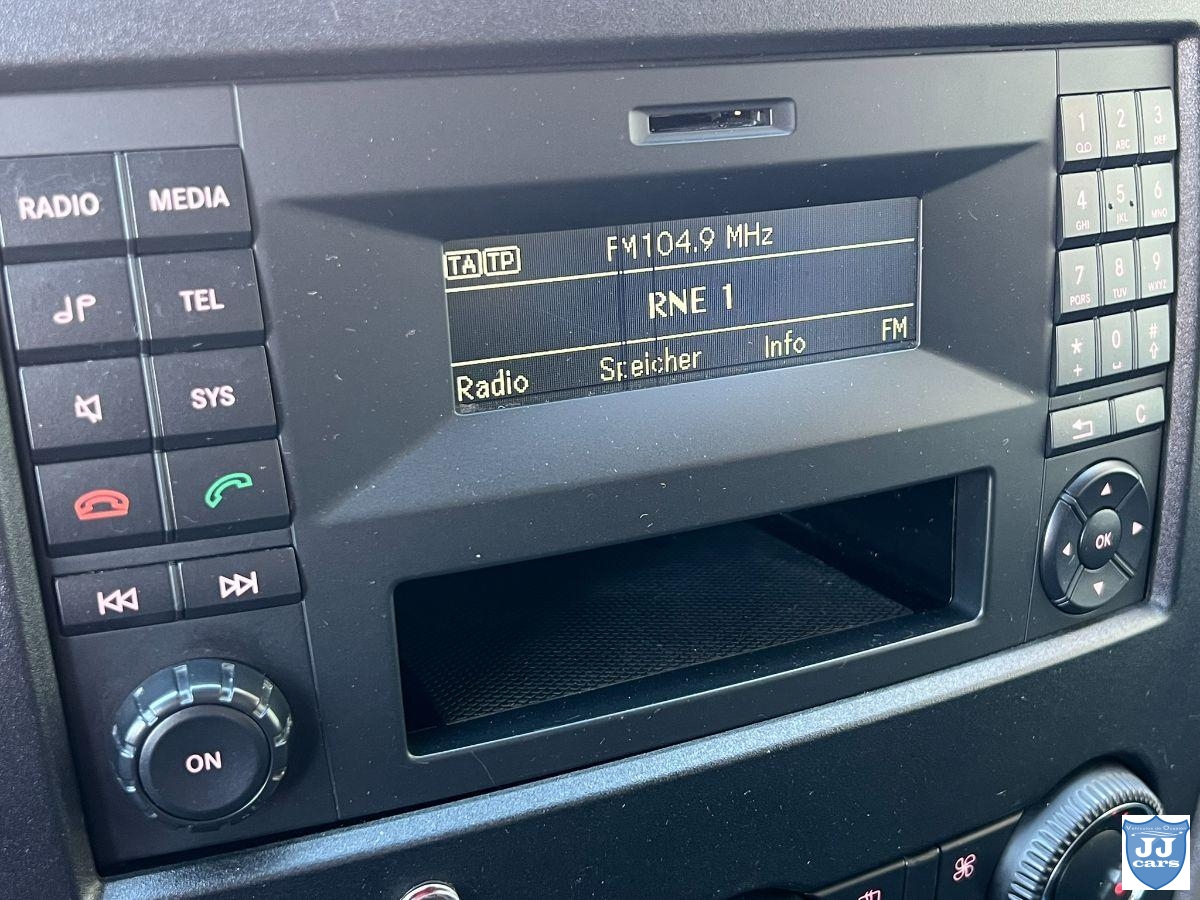 RADIO
MEDIA
TEL
SYS
ON
TA TP FM104.9 MHz
RNE 1
Radio Speicher Info FM
1 2 ABC 3 DEF
4 GHI 5 JKL 6 MNO
7 PQRS 8 TUV 9 WXYZ
* + 0 #
C
OK
JJ
cars